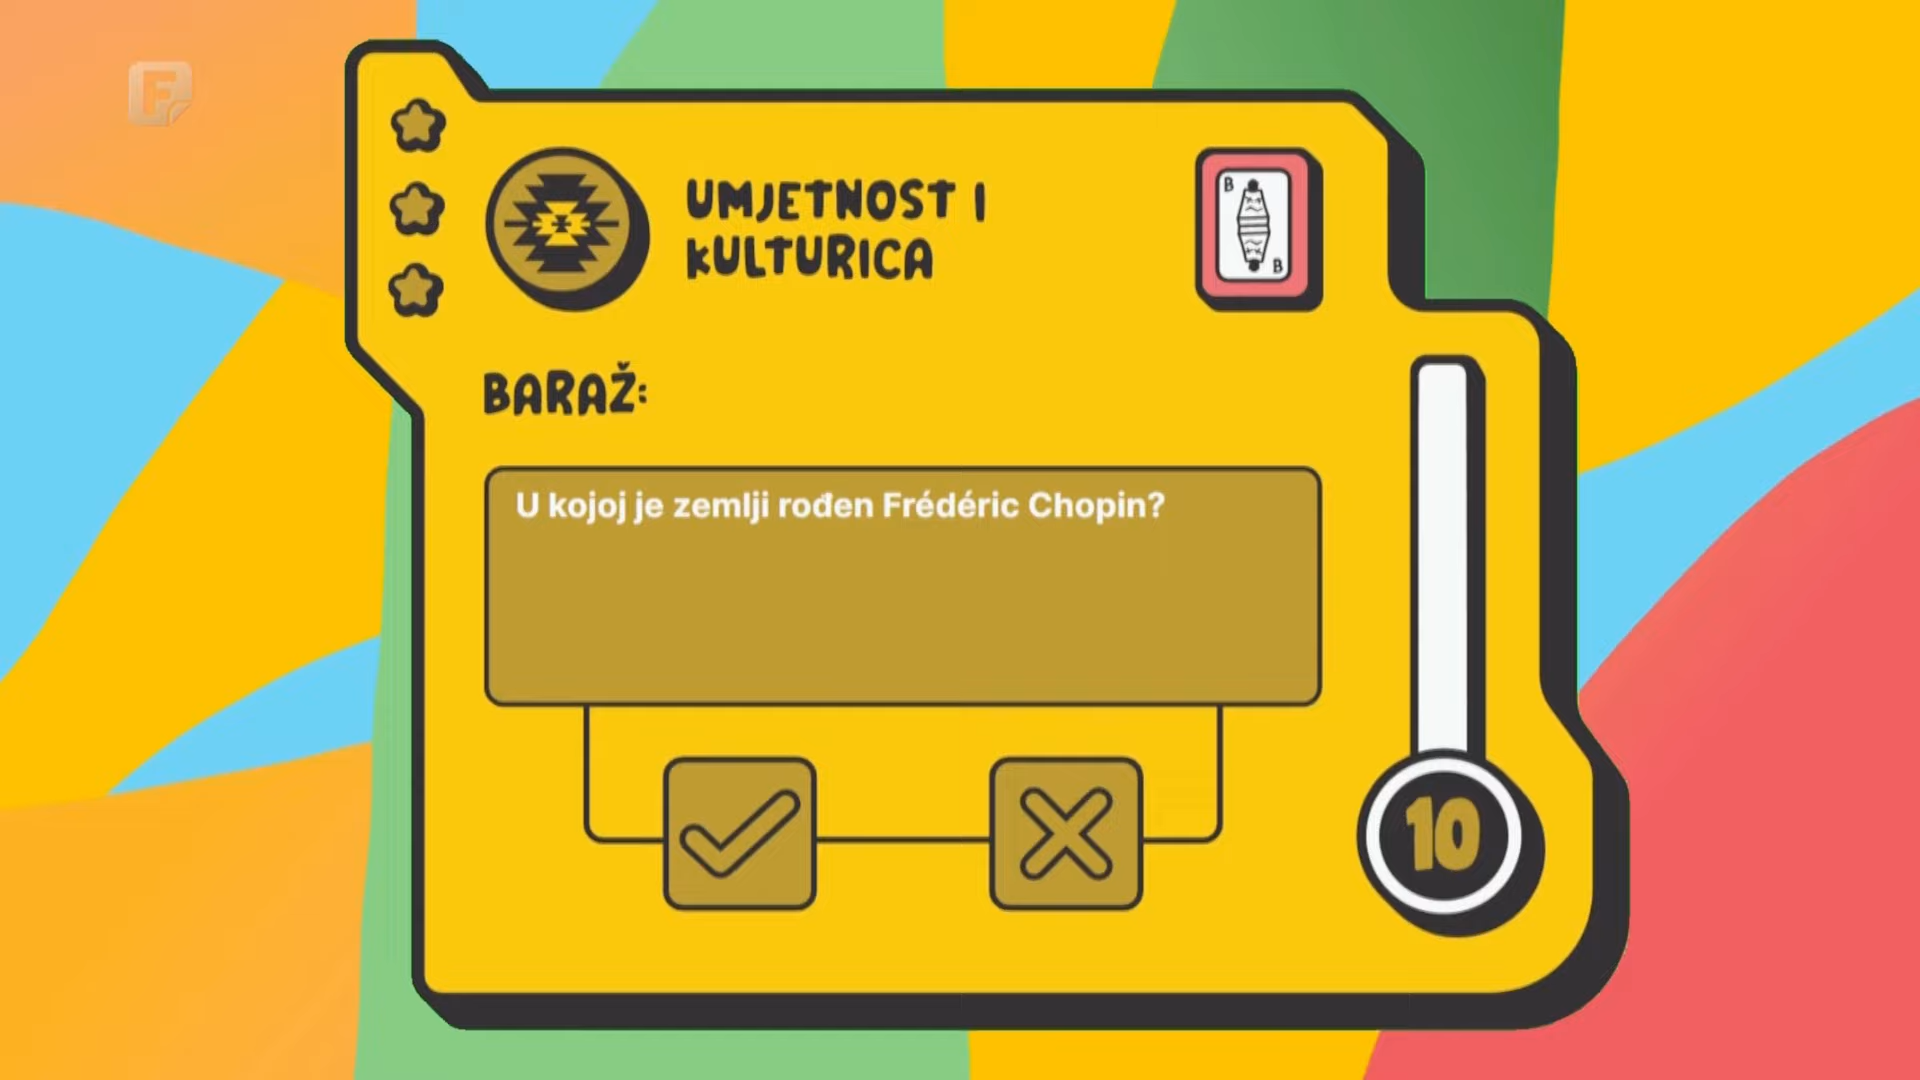 F
UMJETNOST I
KULTURICA
B
B
BARAŽ:
U kojoj je zemlji rođen Frédéric Chopin?
10